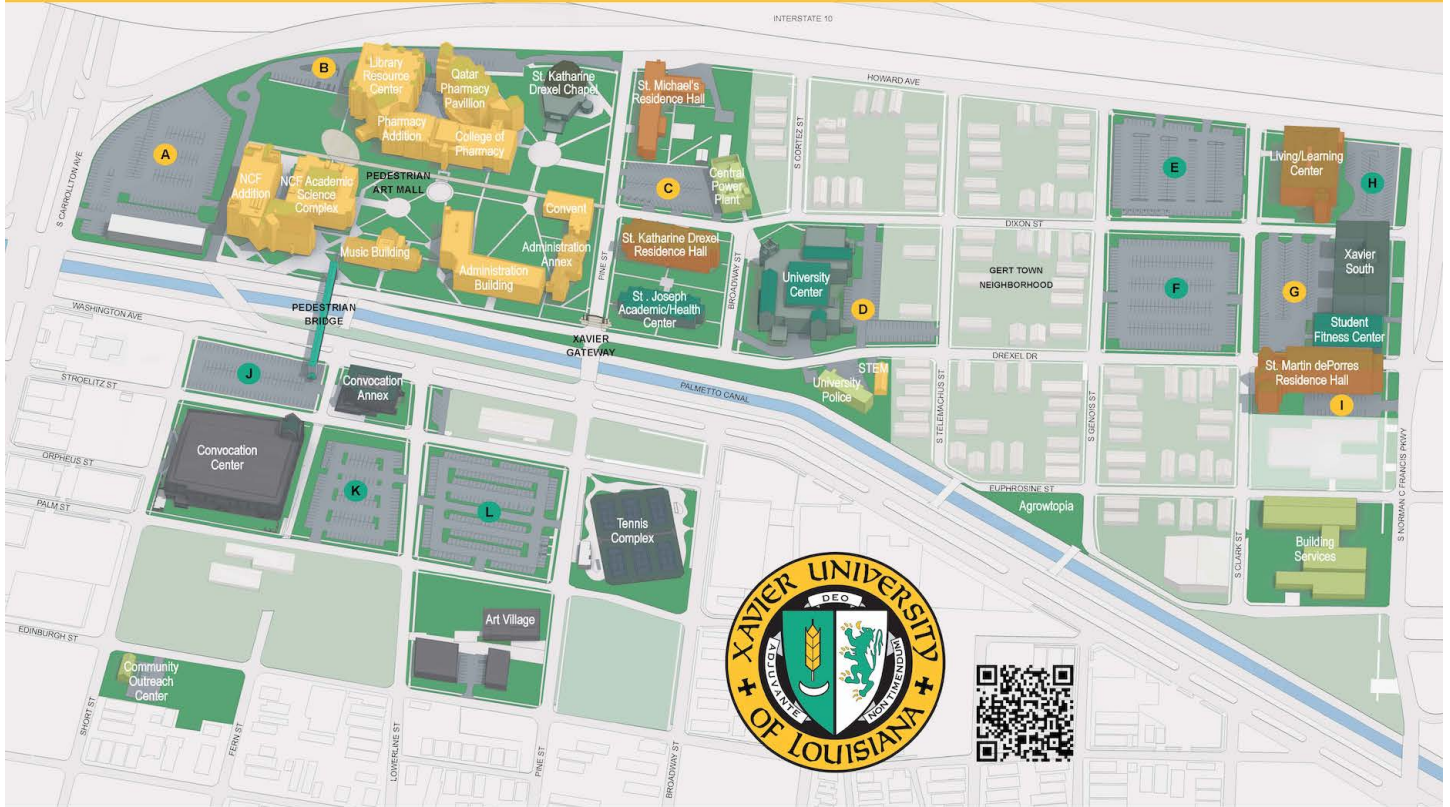 INTERSTATE 10
HOWARD AVE
S CARROLLTON AVE
B
Library
Resource
Center
Qatar
Pharmacy
Pavillion
St. Katharine
Drexel Chapel
St. Michael's
Residence Hall
S CORTEZ ST
A
Pharmacy
Addition
College of
Pharmacy
E
Living/Learning
Center
H
NCF
Addition
NCF Academic
Science
Complex
PEDESTRIAN
ART MALL
C
Central
Power
Plant
Convent
DIXON ST
Music Building
Administration
Building
Administration
Annex
PINE ST
St. Katharine Drexel
Residence Hall
BROADWAY ST
University
Center
GERT TOWN
NEIGHBORHOOD
F
G
Xavier
South
St . Joseph
Academic/Health
Center
D
Student
Fitness Center
WASHINGTON AVE
PEDESTRIAN
BRIDGE
XAVIER
GATEWAY
DREXEL DR
STEM
University
Police
St. Martin dePorres
Residence Hall
I
STROELITZ ST
J
Convocation
Annex
PALMETTO CANAL
S TELEMACHUS ST
S GENOIS ST
S NORMAN C FRANCIS PKWY
ORPHEUS ST
Convocation
Center
K
L
EUPHROSINE ST
Agrowtopia
PALM ST
Tennis
Complex
S CLARK ST
Building
Services
Art Village
EDINBURGH ST
Community
Outreach
Center
SHORT ST
FERN ST
LOWERLINE ST
PINE ST
BROADWAY ST
XAVIER UNIVERSITY
DEO
ADJUVANTE
NON TIMENDUM
OF LOUISIANA